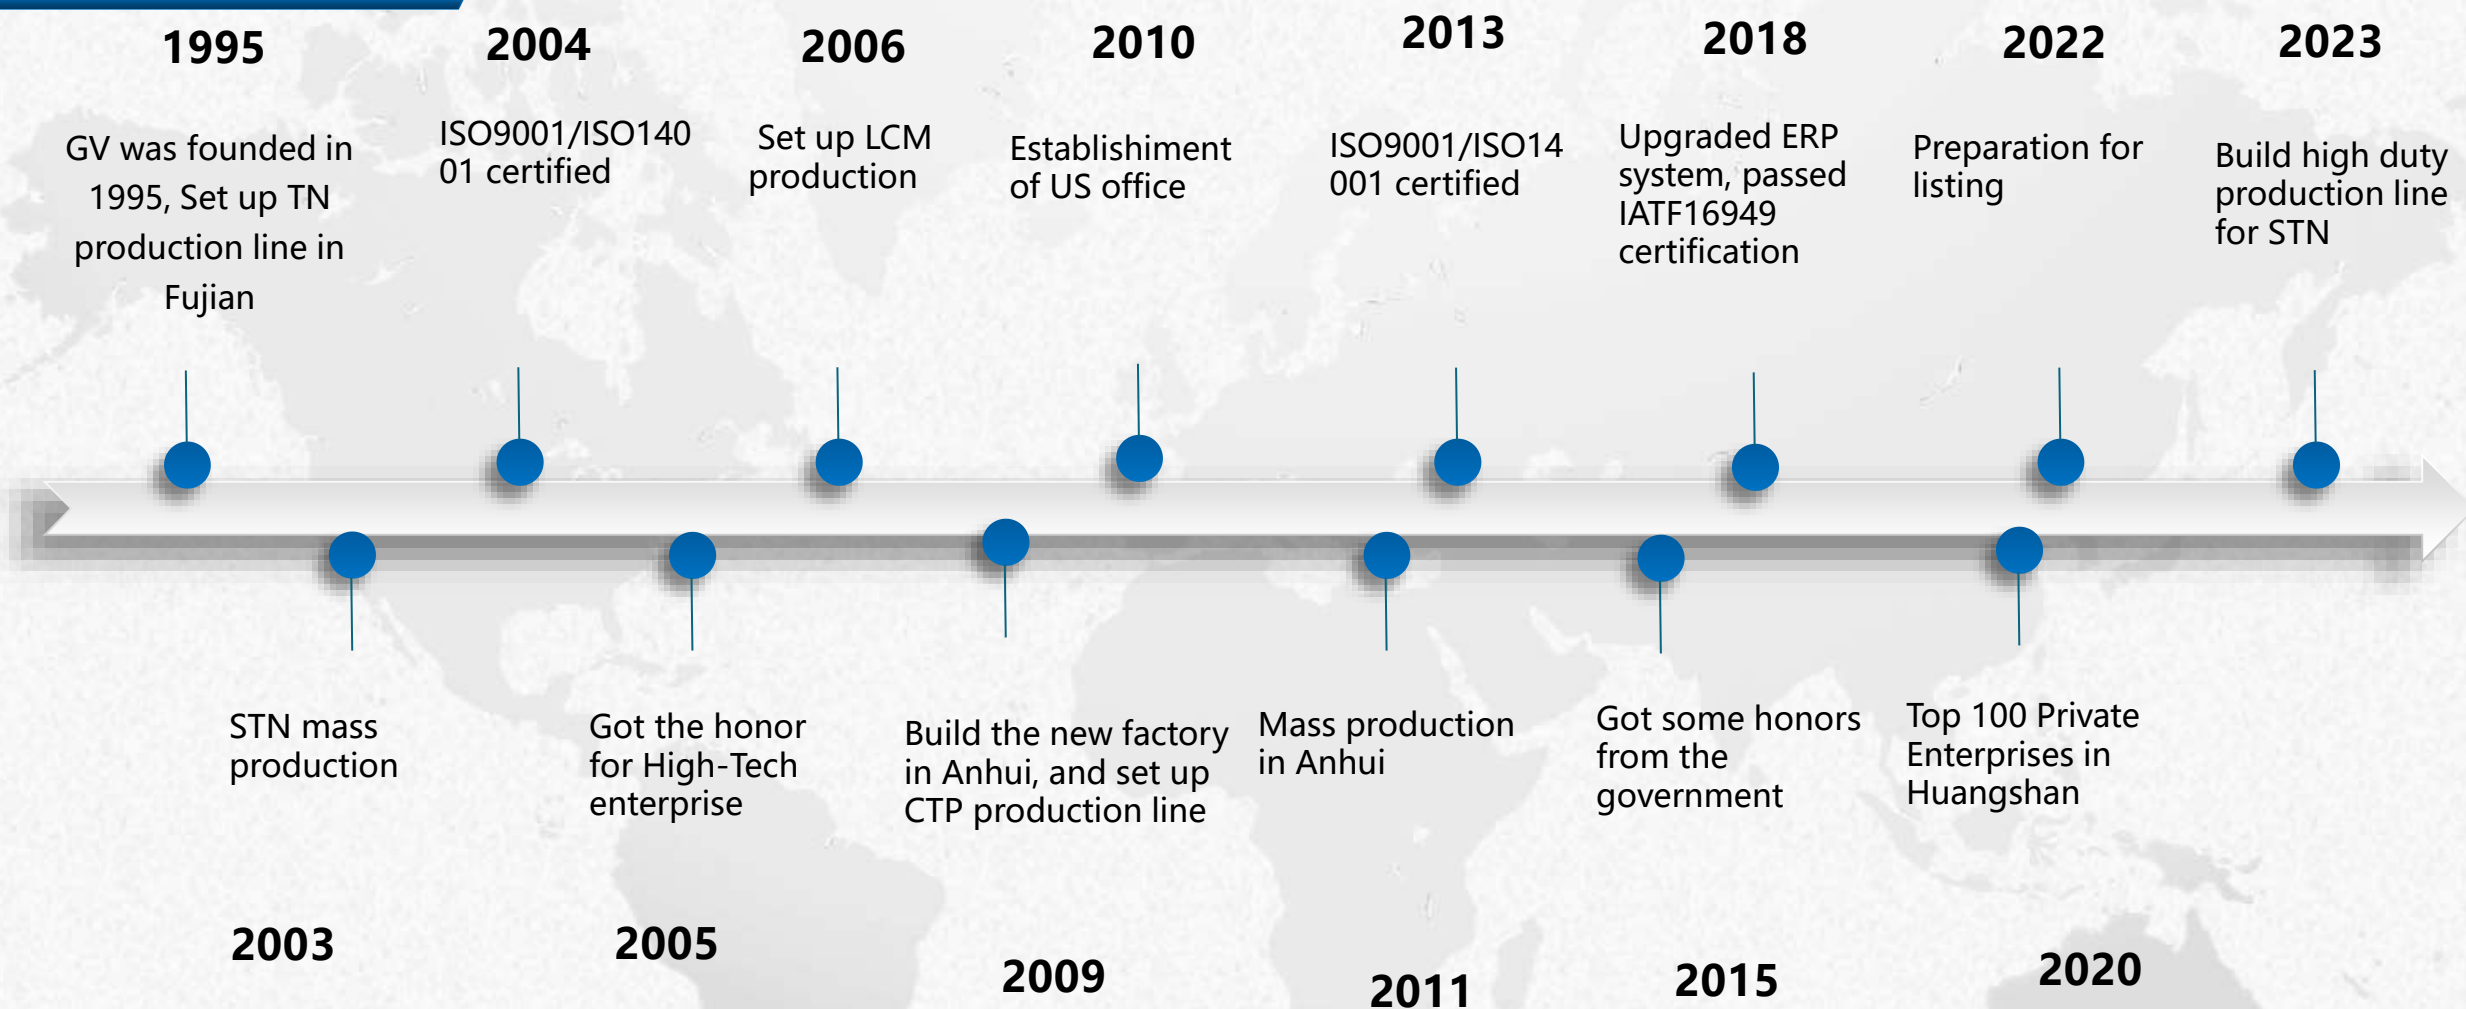 1995
GV was founded in
1995, Set up TN
production line in
Fujian
2004
ISO9001/ISO140
01 certified
2006
Set up LCM
production
2010
Establishiment
of US office
2013
ISO9001/ISO14
001 certified
2018
Upgraded ERP
system, passed
IATF16949
certification
2022
Preparation for
listing
2023
Build high duty
production line
for STN
STN mass
production
2003
Got the honor
for High-Tech
enterprise
2005
Build the new factory
in Anhui, and set up
CTP production line
2009
Mass production
in Anhui
2011
Got some honors
from the
government
2015
Top 100 Private
Enterprises in
Huangshan
2020